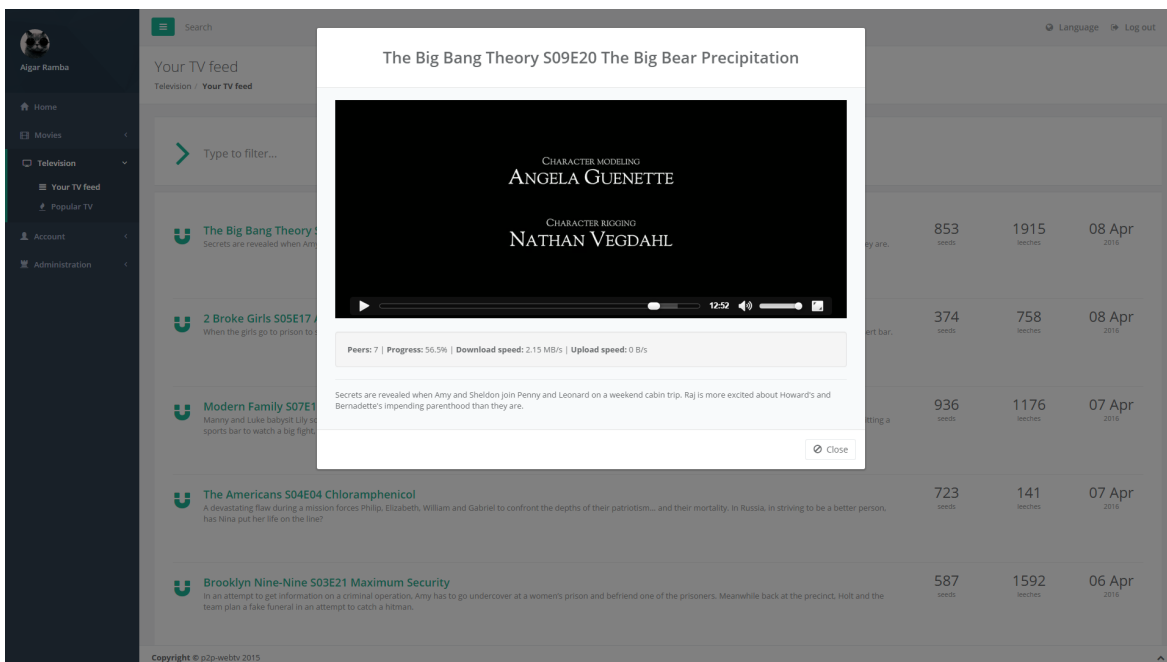 Aigar Ramba
Home
Movies
Television
Your TV feed
Popular TV
Account
Administration
Search
Language
Log out
Your TV feed
Television / Your TV feed
Type to filter...
The Big Bang Theory S09E20 The Big Bear Precipitation
CHARACTER MODELING
ANGELA GUENETTE
CHARACTER RIGGING
NATHAN VEGDAHL
12:52
Peers: 7 | Progress: 56.5% | Download speed: 2.15 MB/s | Upload speed: 0 B/s
Secrets are revealed when Amy and Sheldon join Penny and Leonard on a weekend cabin trip. Raj is more excited about Howard's and
Bernadette's impending parenthood than they are.
Close
The Big Bang Theory
Secrets are revealed when Am
ey are.
853 1915 08 Apr
seeds leeches 2016
2 Broke Girls S05E17
When the girls go to prison to
ert bar.
374 758 08 Apr
seeds leeches 2016
Modern Family S07E1
Manny and Luke babysit Lily so
tting a
sports bar to watch a big fight.
936 1176 07 Apr
seeds leeches 2016
The Americans S04E04 Chloramphenicol
A devastating flaw during a mission forces Philip, Elizabeth, William and Gabriel to confront the depths of their patriotism... and their mortality. In Russia, in striving to be a better person,
has Nina put her life on the line?
723 141 07 Apr
seeds leeches 2016
Brooklyn Nine-Nine S03E21 Maximum Security
In an attempt to get information on a criminal operation, Amy has to go undercover at a women's prison and befriend one of the prisoners. Meanwhile back at the precinct, Holt and the
team plan a fake funeral in an attempt to catch a hitman.
587 1592 06 Apr
seeds leeches 2016
Copyright © p2p-webtv 2015